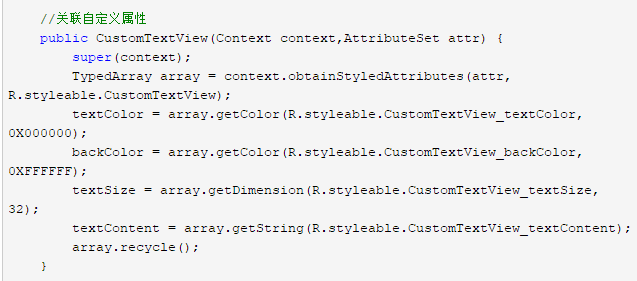 //关联自定义属性
public CustomTextView(Context context,AttributeSet attr) {
super(context);
TypedArray array = context.obtainStyledAttributes(attr,
R.styleable.CustomTextView);
textColor = array.getColor(R.styleable.CustomTextView_textColor,
0X000000);
backColor = array.getColor(R.styleable.CustomTextView_backColor,
0XFFFFFF);
textSize = array.getDimension(R.styleable.CustomTextView_textSize,
32);
textContent = array.getString(R.styleable.CustomTextView_textContent);
array.recycle();
}